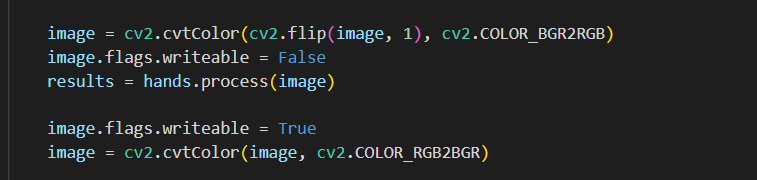 image = cv2.cvtColor(cv2.flip(image, 1), cv2.COLOR_BGR2RGB)
image.flags.writeable = False
results = hands.process(image)
image.flags.writeable = True
image = cv2.cvtColor(image, cv2.COLOR_RGB2BGR)